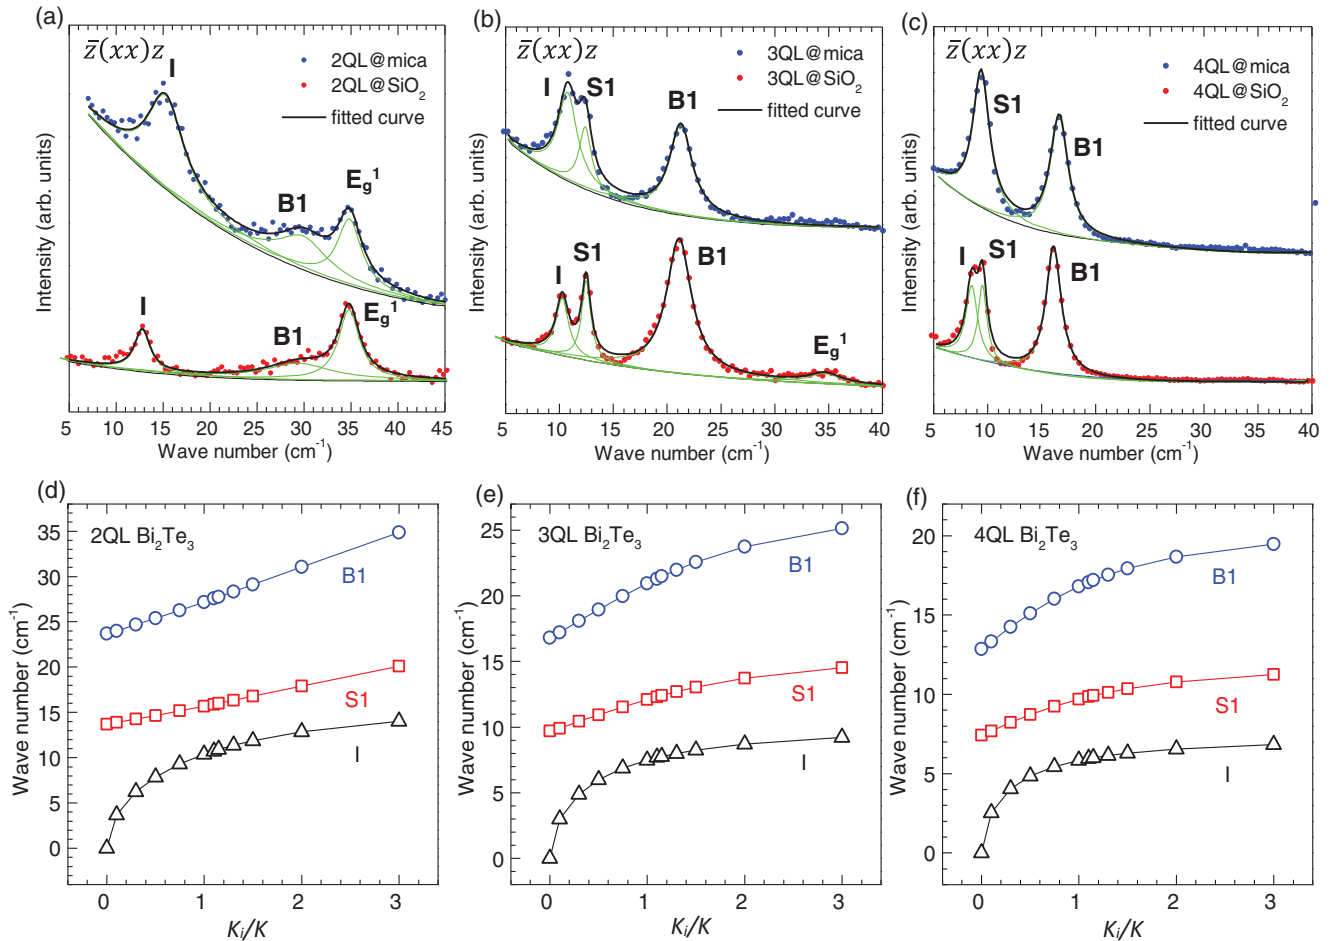 (a)
z̄(xx)z
2QL@mica
2QL@SiO₂
fitted curve
I
B1
E_g¹
I
B1
E_g¹
Intensity (arb. units)
5 10 15 20 25 30 35 40 45
Wave number (cm⁻¹)
(b)
z̄(xx)z
3QL@mica
3QL@SiO₂
fitted curve
I
S1
B1
I
S1
B1
E_g¹
Intensity (arb. units)
5 10 15 20 25 30 35 40
Wave number (cm⁻¹)
(c)
z̄(xx)z
4QL@mica
4QL@SiO₂
fitted curve
S1
B1
I
S1
B1
Intensity (arb. units)
5 10 15 20 25 30 35 40
Wave number (cm⁻¹)
(d)
2QL Bi₂Te₃
B1
S1
I
Wave number (cm⁻¹)
35
30
25
20
15
10
5
0
0 1 2 3
K_i/K
(e)
3QL Bi₂Te₃
B1
S1
I
Wave number (cm⁻¹)
25
20
15
10
5
0
0 1 2 3
K_i/K
(f)
4QL Bi₂Te₃
B1
S1
I
Wave number (cm⁻¹)
20
15
10
5
0
0 1 2 3
K_i/K